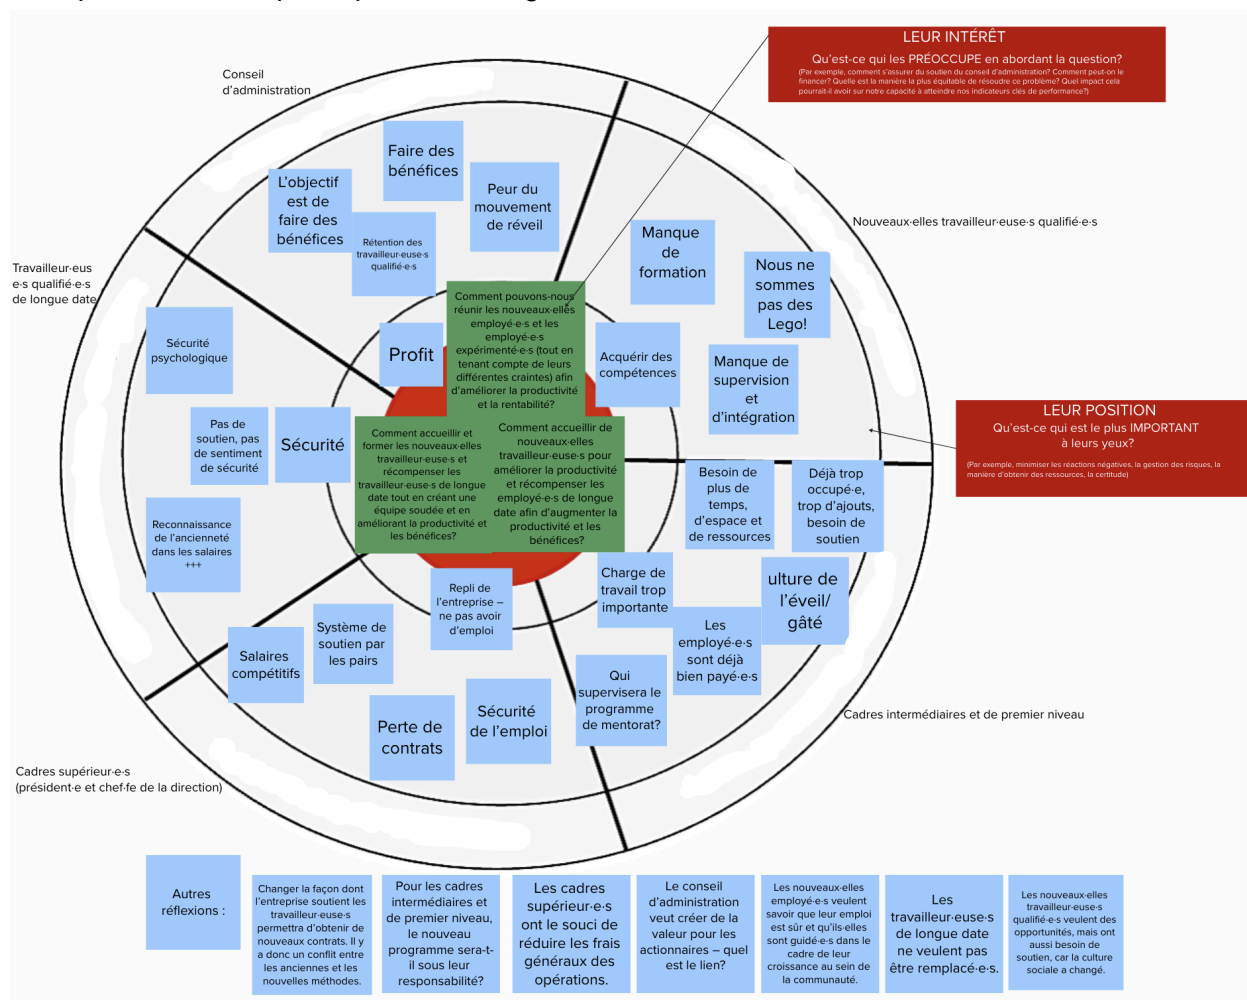 LEUR INTÉRÊT
Qu'est-ce qui les PRÉOCCUPE en abordant la question?
(Par exemple, comment s'assurer du soutien du conseil d'administration? Comment peut-on le
financer? Quelle est la manière la plus équitable de résoudre ce problème? Quel impact cela
pourrait-il avoir sur notre capacité à atteindre nos indicateurs clés de performance?)
Conseil
d'administration
Faire des
bénéfices
L'objectif
est de
faire des
bénéfices
Peur du
mouvement
de réveil
Rétention des
travailleur·euse·s
qualifié·e·s
Profit
Nouveaux·elles travailleur·euse·s qualifié·e·s
Manque
de
formation
Nous ne
sommes
pas des
Lego!
Acquérir des
compétences
Manque de
supervision
et
d'intégration
Travailleur·eus
e·s qualifié·e·s
de longue date
Sécurité
psychologique
Pas de
soutien, pas
de sentiment
de sécurité
Sécurité
Reconnaissance
de l'ancienneté
dans les salaires
+++
Comment pouvons-nous
réunir les nouveaux·elles
employé·e·s et les
employé·e·s
expérimenté·e·s (tout en
tenant compte de leurs
différentes craintes) afin
d'améliorer la productivité
et la rentabilité?
Comment accueillir et
former les nouveaux·elles
travailleur·euse·s et
récompenser les
travailleur·euse·s de longue
date tout en créant une
équipe soudée et en
améliorant la productivité et
les bénéfices?
Comment accueillir de
nouveaux·elles
travailleur·euse·s pour
améliorer la productivité
et récompenser les
employé·e·s de longue
date afin d'augmenter la
productivité et les
bénéfices?
LEUR POSITION
Qu'est-ce qui est le plus IMPORTANT
à leurs yeux?
(Par exemple, minimiser les réactions négatives, la gestion des risques, la
manière d'obtenir des ressources, la certitude)
Besoin de
plus de
temps,
d'espace et
de ressources
Déjà trop
occupé·e,
trop d'ajouts,
besoin de
soutien
Charge de
travail trop
importante
ulture de
l'éveil/
gâté
Les
employé·e·s
sont déjà
bien payé·e·s
Qui
supervisera le
programme
de mentorat?
Cadres intermédiaires et de premier niveau
Repli de
l'entreprise –
ne pas avoir
d'emploi
Système de
soutien par
les pairs
Salaires
compétitifs
Perte de
contrats
Sécurité
de l'emploi
Cadres supérieur·e·s
(président·e et chef·fe de la direction)
Autres
réflexions :
Changer la façon dont
l'entreprise soutient les
travailleur·euse·s
permettra d'obtenir de
nouveaux contrats. Il y
a donc un conflit entre
les anciennes et les
nouvelles méthodes.
Pour les cadres
intermédiaires et
de premier niveau,
le nouveau
programme sera-t-
il sous leur
responsabilité?
Les cadres
supérieur·e·s
ont le souci de
réduire les frais
généraux des
opérations.
Le conseil
d'administration
veut créer de la
valeur pour les
actionnaires – quel
est le lien?
Les nouveaux·elles
employé·e·s veulent
savoir que leur emploi
est sûr et qu'ils·elles
sont guidé·e·s dans le
cadre de leur
croissance au sein de
la communauté.
Les
travailleur·euse·s
de longue date
ne veulent pas
être remplacé·e·s.
Les nouveaux·elles
travailleur·euse·s
qualifié·e·s veulent des
opportunités, mais ont
aussi besoin de
soutien, car la culture
sociale a changé.